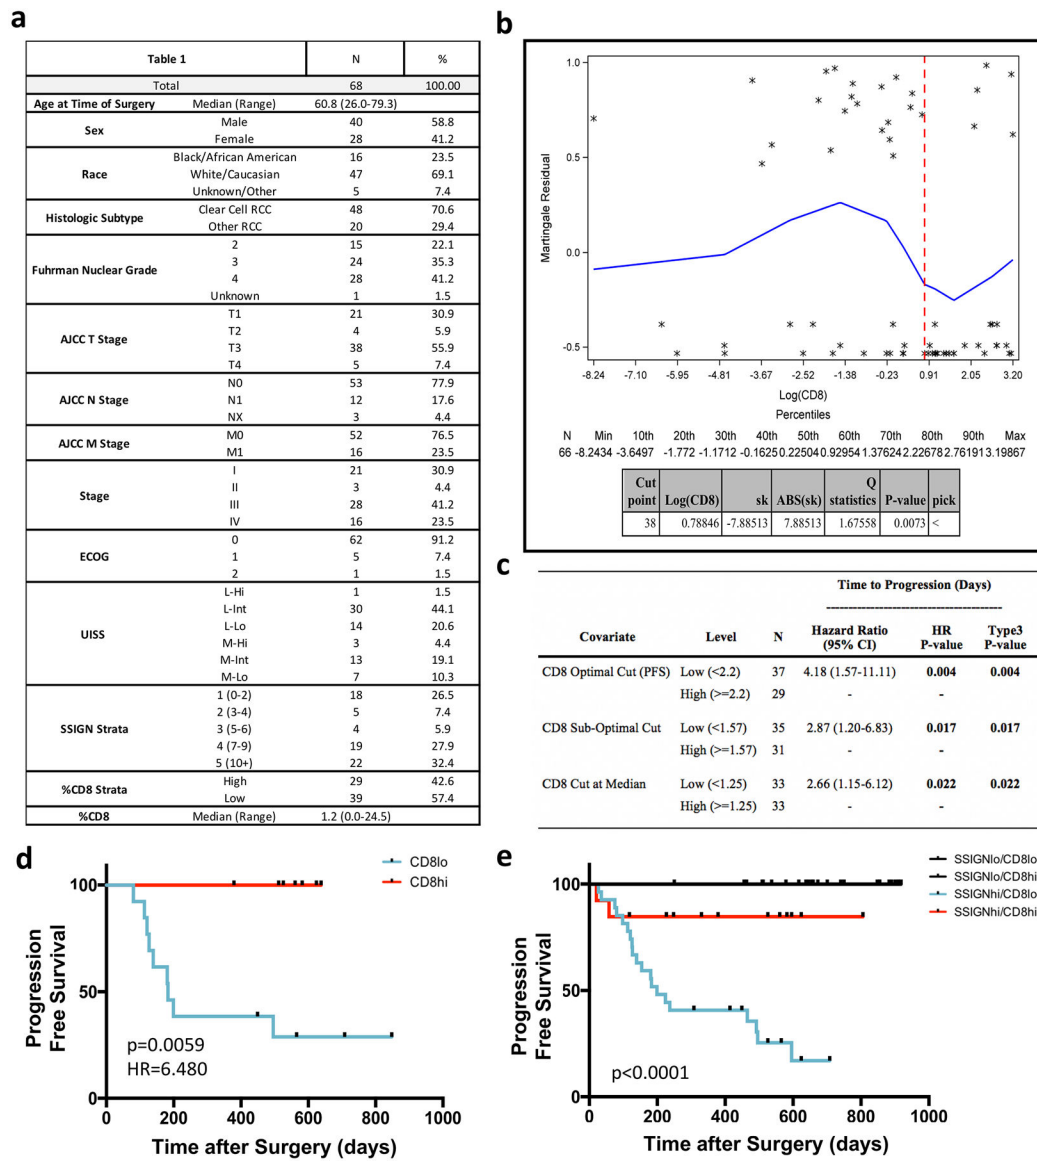 a
Table 1 N %
Total 68 100.00
Age at Time of Surgery Median (Range) 60.8 (26.0-79.3)
Sex Male 40 58.8
Female 28 41.2
Race Black/African American 16 23.5
White/Caucasian 47 69.1
Unknown/Other 5 7.4
Histologic Subtype Clear Cell RCC 48 70.6
Other RCC 20 29.4
Fuhrman Nuclear Grade 2 15 22.1
3 24 35.3
4 28 41.2
Unknown 1 1.5
AJCC T Stage T1 21 30.9
T2 4 5.9
T3 38 55.9
T4 5 7.4
AJCC N Stage N0 53 77.9
N1 12 17.6
NX 3 4.4
AJCC M Stage M0 52 76.5
M1 16 23.5
Stage I 21 30.9
II 3 4.4
III 28 41.2
IV 16 23.5
ECOG 0 62 91.2
1 5 7.4
2 1 1.5
UISS L-Hi 1 1.5
L-Int 30 44.1
L-Lo 14 20.6
M-Hi 3 4.4
M-Int 13 19.1
M-Lo 7 10.3
SSIGN Strata 1 (0-2) 18 26.5
2 (3-4) 5 7.4
3 (5-6) 4 5.9
4 (7-9) 19 27.9
5 (10+) 22 32.4
%CD8 Strata High 29 42.6
Low 39 57.4
%CD8 Median (Range) 1.2 (0.0-24.5)
b
Martingale Residual
1.0
0.5
0.0
-0.5
-8.24 -7.10 -5.95 -4.81 -3.67 -2.52 -1.38 -0.23 0.91 2.05 3.20
Log(CD8)
Percentiles
N Min 10th 20th 30th 40th 50th 60th 70th 80th 90th Max
66 -8.2434 -3.6497 -1.772 -1.1712 -0.1625 0.22504 0.92954 1.37624 2.22678 2.76191 3.19867
Cut point Log(CD8) sk ABS(sk) Q statistics P-value pick
38 0.78846 -7.88513 7.88513 1.67558 0.0073 <
c
Time to Progression (Days)
Covariate Level N Hazard Ratio (95% CI) HR P-value Type3 P-value
CD8 Optimal Cut (PFS) Low (<2.2) 37 4.18 (1.57-11.11) 0.004 0.004
High (>=2.2) 29 - -
CD8 Sub-Optimal Cut Low (<1.57) 35 2.87 (1.20-6.83) 0.017 0.017
High (>=1.57) 31 - -
CD8 Cut at Median Low (<1.25) 33 2.66 (1.15-6.12) 0.022 0.022
High (>=1.25) 33 - -
d
CD8lo
CD8hi
Progression
Free Survival
100
50
0
p=0.0059
HR=6.480
0 200 400 600 800 1000
Time after Surgery (days)
e
SSIGNlo/CD8lo
SSIGNlo/CD8hi
SSIGNhi/CD8lo
SSIGNhi/CD8hi
Progression
Free Survival
100
50
0
p<0.0001
0 200 400 600 800 1000
Time after Surgery (days)